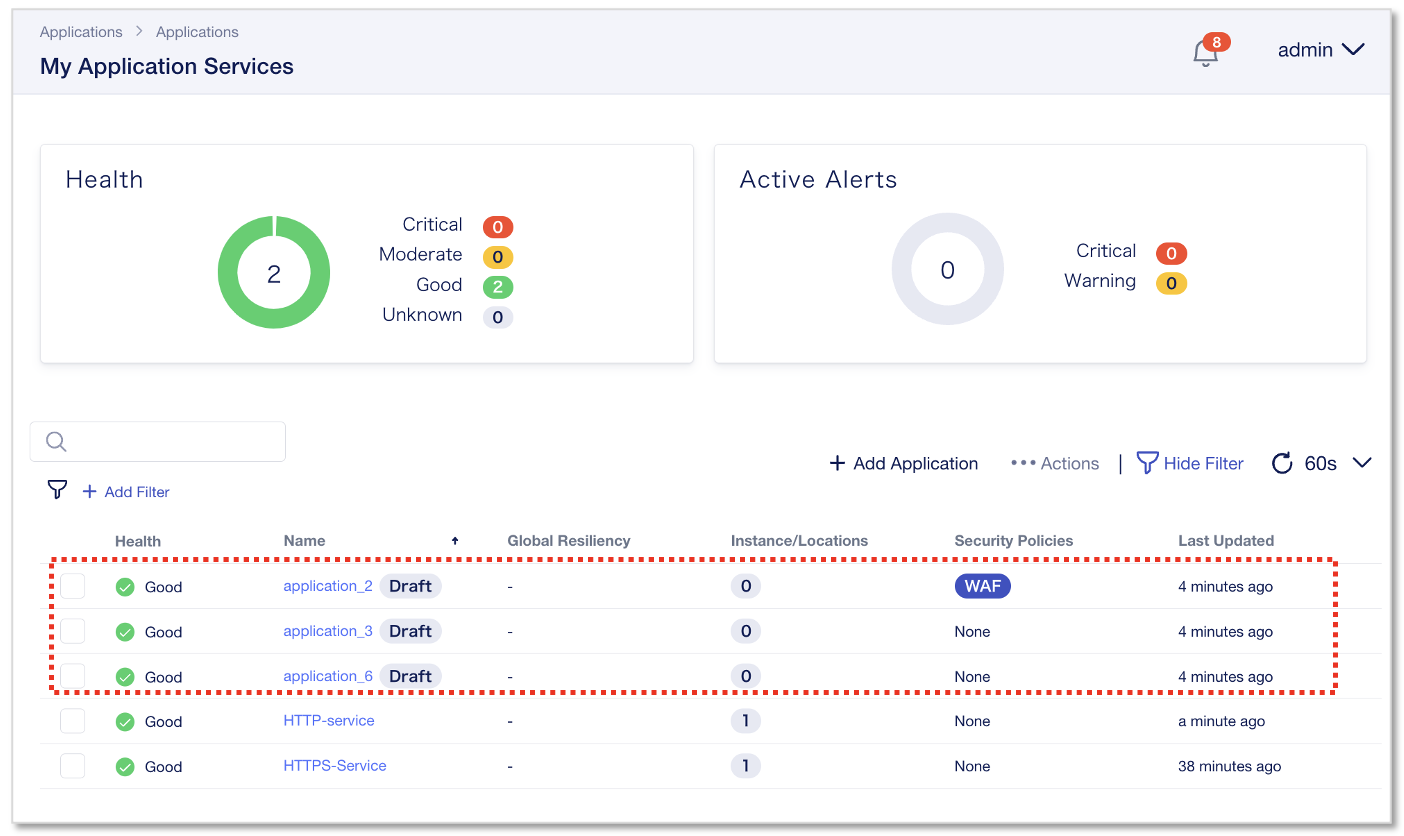 Applications > Applications
My Application Services
8
admin
Health
2
Critical 0
Moderate 0
Good 2
Unknown 0
Active Alerts
0
Critical 0
Warning 0
+ Add Application ••• Actions | Hide Filter 60s
+ Add Filter
Health Name Global Resiliency Instance/Locations Security Policies Last Updated
Good application_2 Draft - 0 WAF 4 minutes ago
Good application_3 Draft - 0 None 4 minutes ago
Good application_6 Draft - 0 None 4 minutes ago
Good HTTP-service - 1 None a minute ago
Good HTTPS-Service - 1 None 38 minutes ago